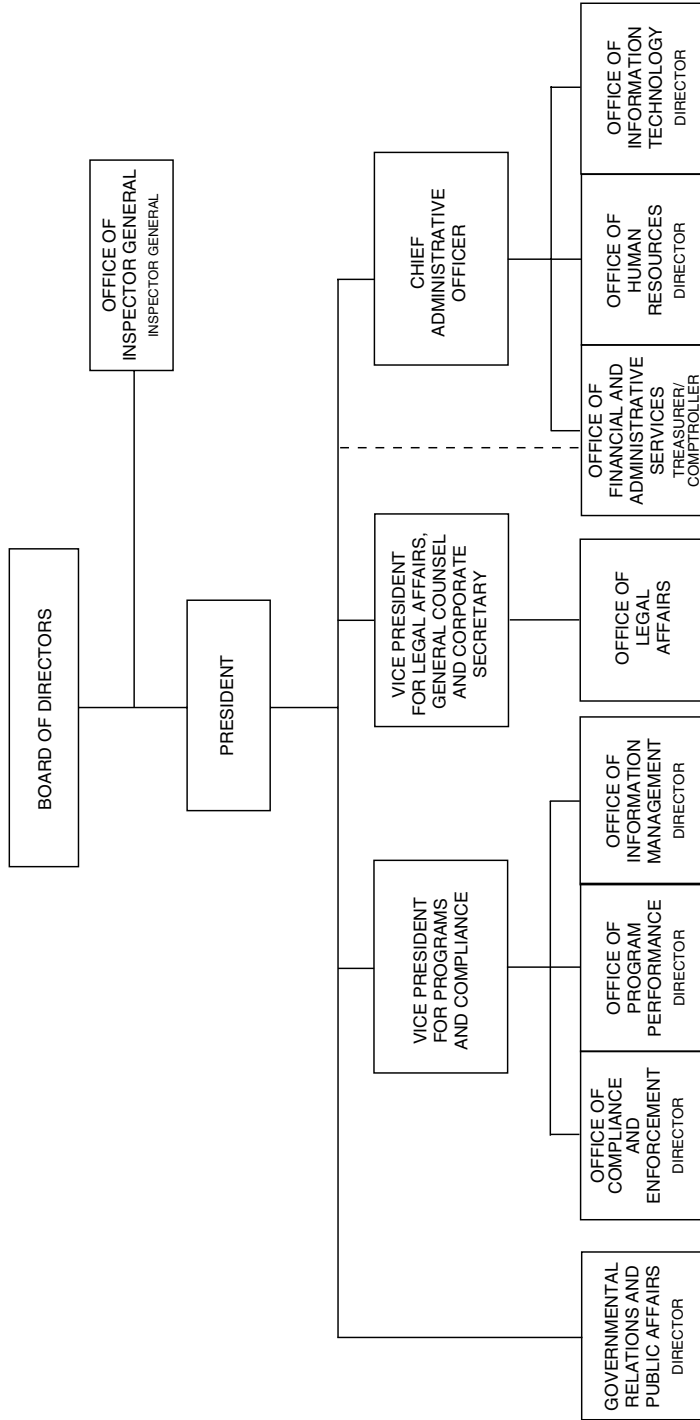 BOARD OF DIRECTORS
OFFICE OF
INSPECTOR GENERAL
INSPECTOR GENERAL
PRESIDENT
VICE PRESIDENT
FOR PROGRAMS
AND COMPLIANCE
VICE PRESIDENT
FOR LEGAL AFFAIRS,
GENERAL COUNSEL
AND CORPORATE
SECRETARY
CHIEF
ADMINISTRATIVE
OFFICER
GOVERNMENTAL
RELATIONS AND
PUBLIC AFFAIRS
DIRECTOR
OFFICE OF
COMPLIANCE
AND
ENFORCEMENT
DIRECTOR
OFFICE OF
PROGRAM
PERFORMANCE
DIRECTOR
OFFICE OF
INFORMATION
MANAGEMENT
DIRECTOR
OFFICE OF
LEGAL
AFFAIRS
OFFICE OF
FINANCIAL AND
ADMINISTRATIVE
SERVICES
TREASURER/
COMPTROLLER
OFFICE OF
HUMAN
RESOURCES
DIRECTOR
OFFICE OF
INFORMATION
TECHNOLOGY
DIRECTOR